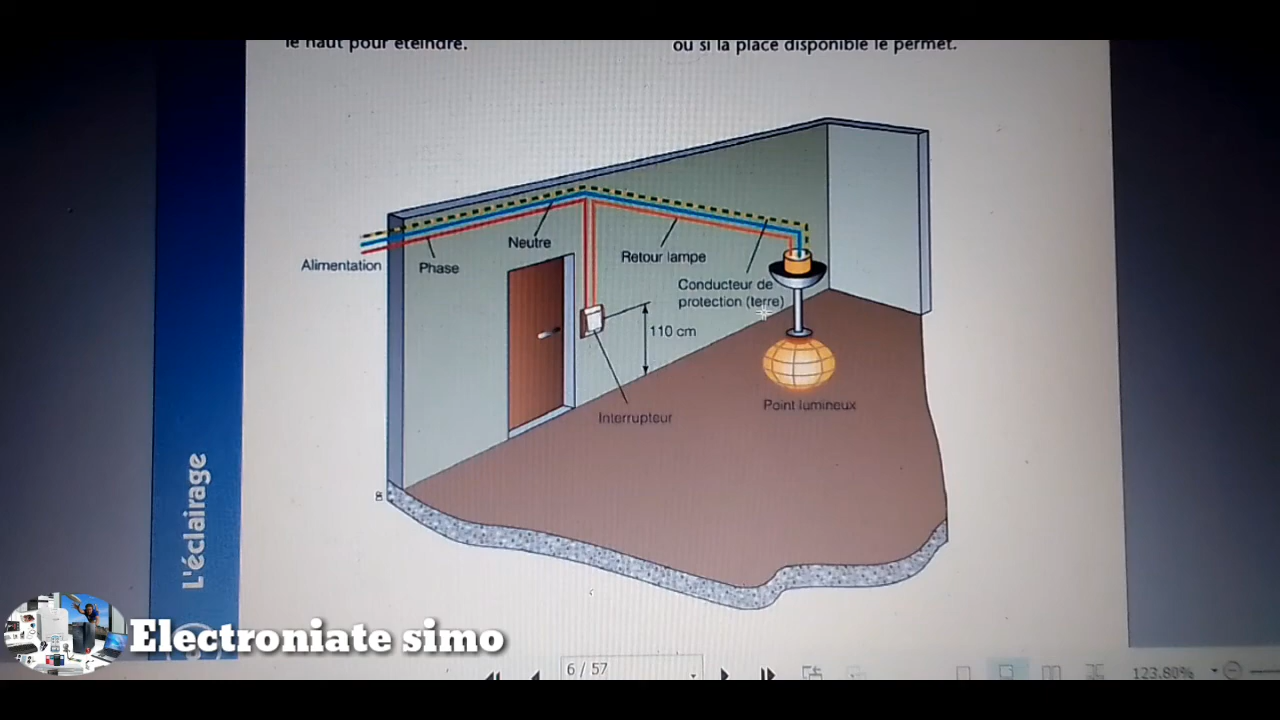 le haut pour éteindre.
ou si la place disponible le permet.
Neutre
Retour lampe
Alimentation
Phase
Conducteur de
protection (terre)
110 cm
Point lumineux
Interrupteur
8
L'éclairage
Electroniate simo
6 / 57
123.80%